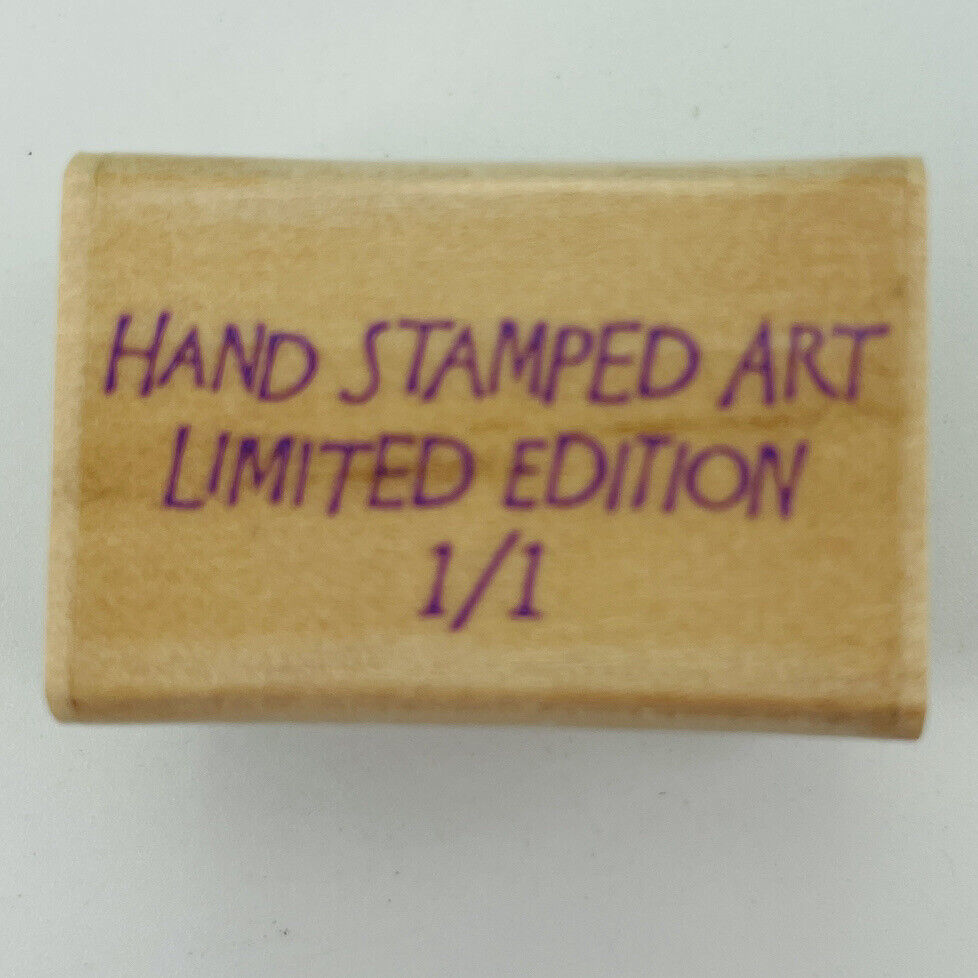 HAND STAMPED ART
LIMITED EDITION
1/1